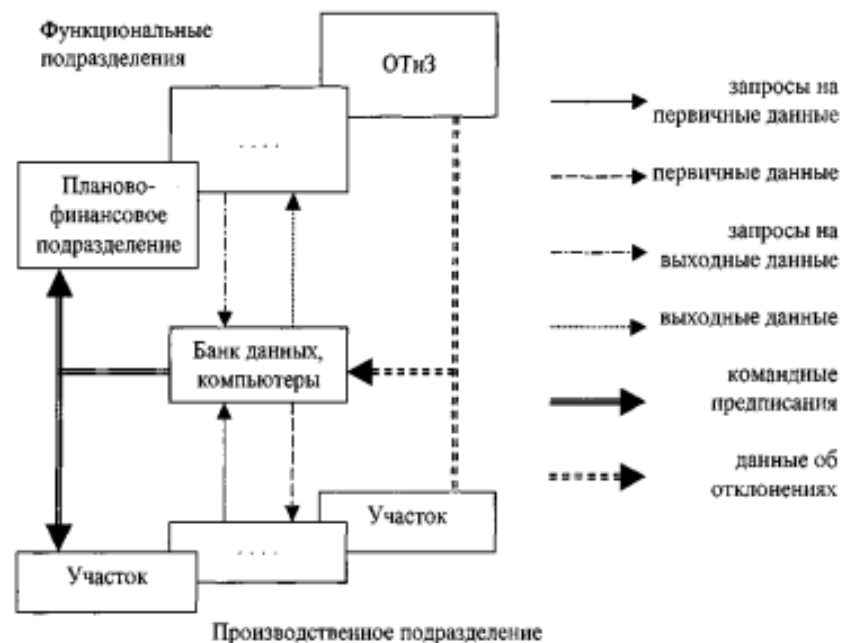 Функциональные
подразделения
ОТиЗ
. . . .
Планово-
финансовое
подразделение
Банк данных,
компьютеры
Участок
. . . .
Участок
Производственное подразделение
запросы на
первичные данные
первичные данные
запросы на
выходные данные
выходные данные
командные
предписания
данные об
отклонениях